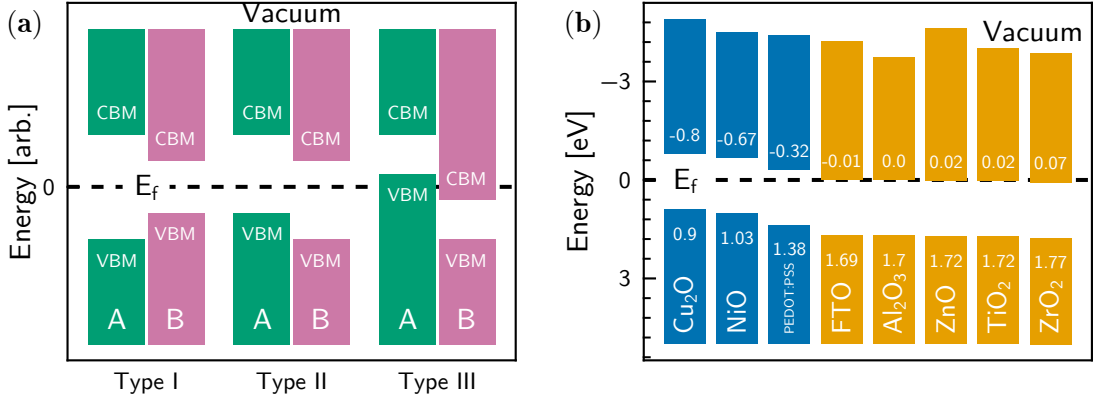 (a)
Vacuum
CBM
CBM
CBM
CBM
CBM
CBM
Energy [arb.]
0
E_f
VBM
VBM
VBM
VBM
VBM
VBM
A B A B A B
Type I Type II Type III
(b)
Vacuum
Energy [eV]
−3
0
3
E_f
-0.8 -0.67 -0.32 -0.01 0.0 0.02 0.02 0.07
0.9 1.03 1.38 1.69 1.7 1.72 1.72 1.77
Cu₂O NiO PEDOT:PSS FTO Al₂O₃ ZnO TiO₂ ZrO₂